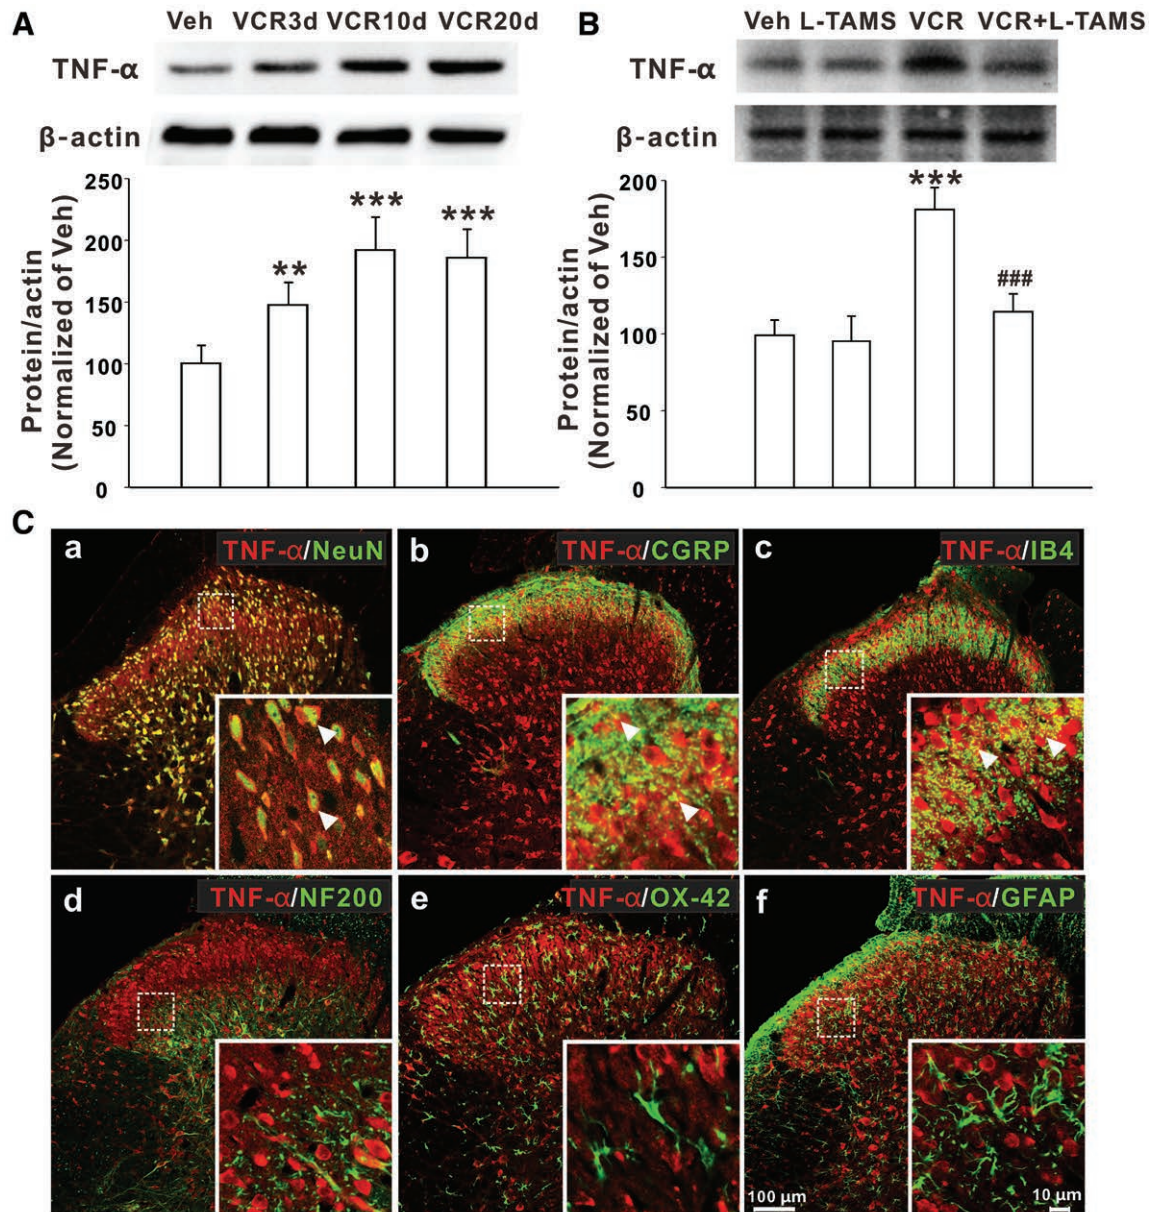 A
Veh VCR3d VCR10d VCR20d
TNF-α
β-actin
Protein/actin
(Normalized of Veh)
250
200
150
100
50
0
**
***
***
B
Veh L-TAMS VCR VCR+L-TAMS
TNF-α
β-actin
Protein/actin
(Normalized of Veh)
200
150
100
50
0
***
###
C
a TNF-α/NeuN
b TNF-α/CGRP
c TNF-α/IB4
d TNF-α/NF200
e TNF-α/OX-42
f TNF-α/GFAP
100 µm
10 µm